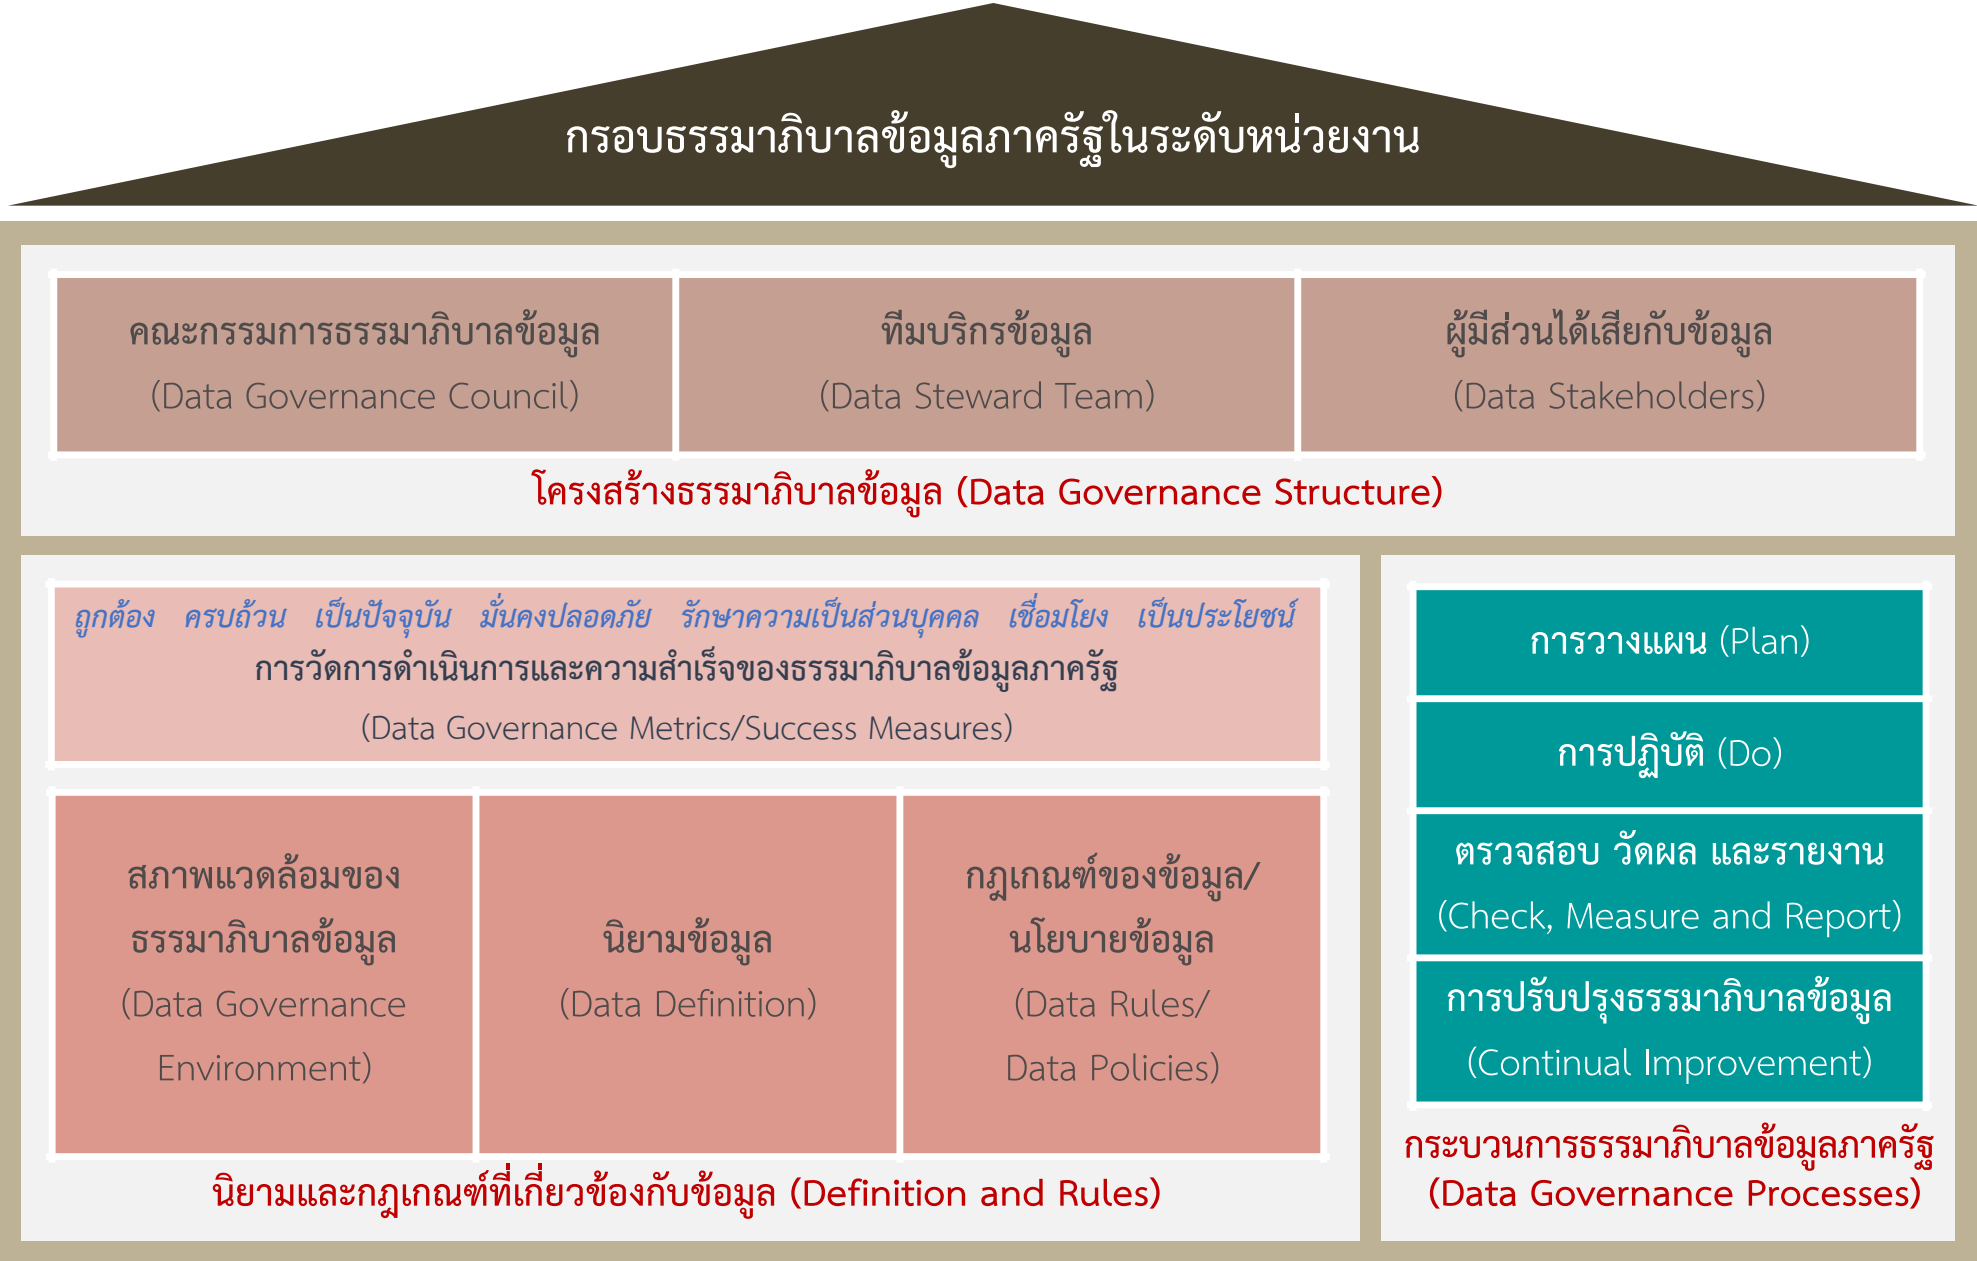 กรอบธรรมาภิบาลข้อมูลภาครัฐในระดับหน่วยงาน
คณะกรรมการธรรมาภิบาลข้อมูล
(Data Governance Council)
ทีมบริกรข้อมูล
(Data Steward Team)
ผู้มีส่วนได้เสียกับข้อมูล
(Data Stakeholders)
โครงสร้างธรรมาภิบาลข้อมูล (Data Governance Structure)
ถูกต้อง ครบถ้วน เป็นปัจจุบัน มั่นคงปลอดภัย รักษาความเป็นส่วนบุคคล เชื่อมโยง เป็นประโยชน์
การวัดการดำเนินการและความสำเร็จของธรรมาภิบาลข้อมูลภาครัฐ
(Data Governance Metrics/Success Measures)
สภาพแวดล้อมของ
ธรรมาภิบาลข้อมูล
(Data Governance
Environment)
นิยามข้อมูล
(Data Definition)
กฎเกณฑ์ของข้อมูล/
นโยบายข้อมูล
(Data Rules/
Data Policies)
นิยามและกฎเกณฑ์ที่เกี่ยวข้องกับข้อมูล (Definition and Rules)
การวางแผน (Plan)
การปฏิบัติ (Do)
ตรวจสอบ วัดผล และรายงาน
(Check, Measure and Report)
การปรับปรุงธรรมาภิบาลข้อมูล
(Continual Improvement)
กระบวนการธรรมาภิบาลข้อมูลภาครัฐ
(Data Governance Processes)